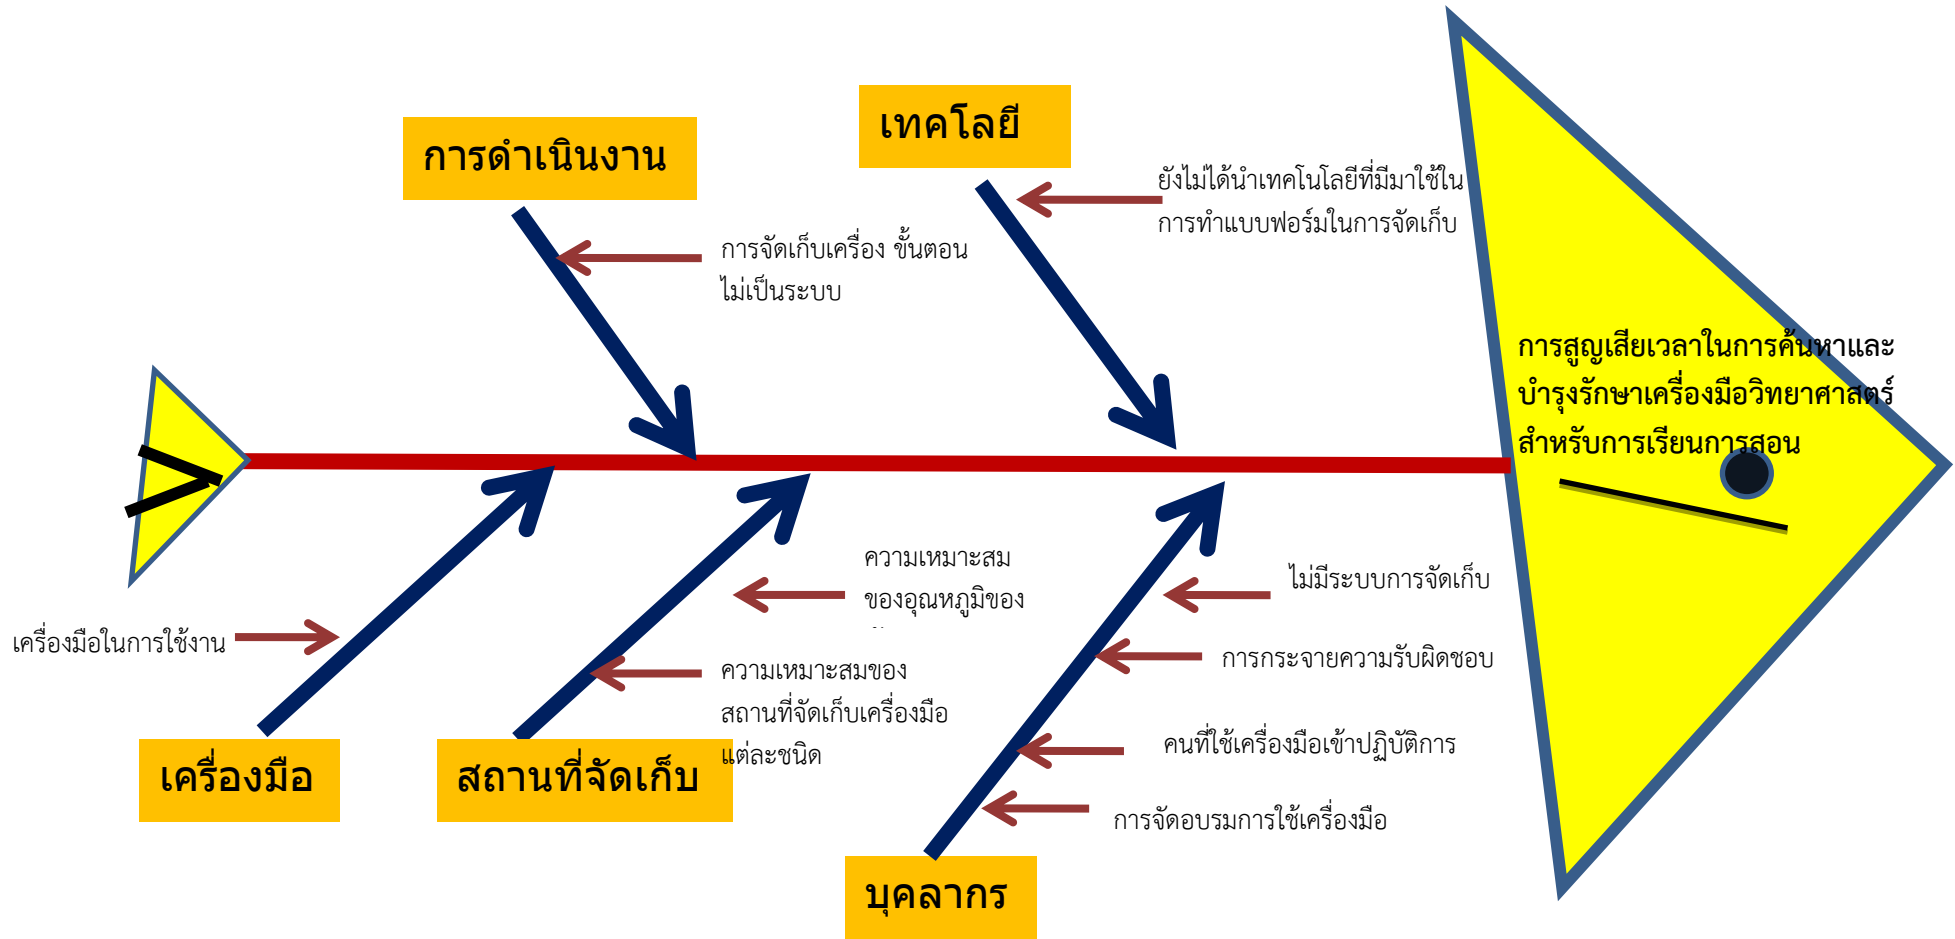 เทคโลยี
การดำเนินงาน
ยังไม่ได้นำเทคโนโลยีที่มีมาใช้ใน
การทำแบบฟอร์มในการจัดเก็บ
การจัดเก็บเครื่อง ขั้นตอน
ไม่เป็นระบบ
การสูญเสียเวลาในการค้นหาและ
บำรุงรักษาเครื่องมือวิทยาศาสตร์
สำหรับการเรียนการสอน
ความเหมาะสม
ของอุณหภูมิของ
ไม่มีระบบการจัดเก็บ
เครื่องมือในการใช้งาน
การกระจายความรับผิดชอบ
ความเหมาะสมของ
สถานที่จัดเก็บเครื่องมือ
แต่ละชนิด
คนที่ใช้เครื่องมือเข้าปฏิบัติการ
เครื่องมือ
สถานที่จัดเก็บ
การจัดอบรมการใช้เครื่องมือ
บุคลากร